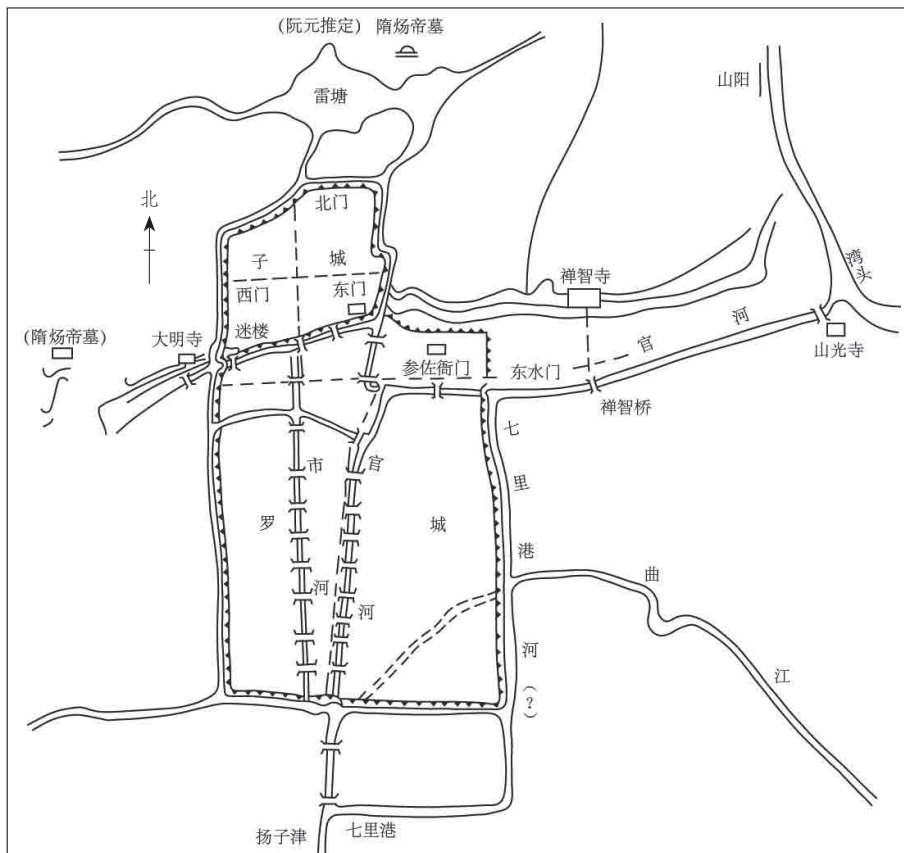 (阮元推定) 隋炀帝墓
雷塘
山阳
北
北门
子城
湾头
禅智寺
西门
东门
官河
(隋炀帝墓)
大明寺
迷楼
山光寺
参佐衙门
东水门
禅智桥
七里港河(?)
市河
官河
罗城
曲江
扬子津
七里港